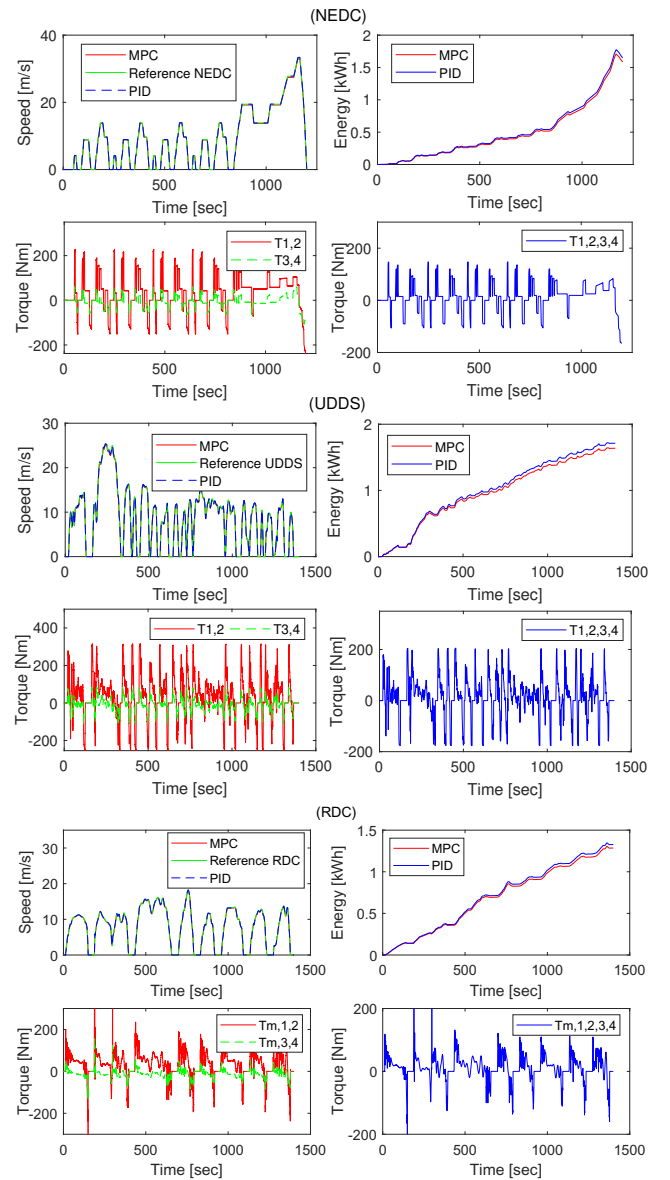 (NEDC)
40
20
0
Speed [m/s]
MPC
Reference NEDC
PID
0 500 1000
Time [sec]
2
1.5
1
0.5
0
Energy [kWh]
MPC
PID
0 500 1000
Time [sec]
200
0
-200
Torque [Nm]
T1,2
T3,4
0 500 1000
Time [sec]
200
0
-200
Torque [Nm]
T1,2,3,4
0 500 1000
Time [sec]
(UDDS)
30
20
10
0
Speed [m/s]
MPC
Reference UDDS
PID
0 500 1000 1500
Time [sec]
2
1
0
Energy [kWh]
MPC
PID
0 500 1000 1500
Time [sec]
400
200
0
-200
Torque [Nm]
T1,2 T3,4
0 500 1000 1500
Time [sec]
200
0
-200
Torque [Nm]
T1,2,3,4
0 500 1000 1500
Time [sec]
(RDC)
30
20
10
0
Speed [m/s]
MPC
Reference RDC
PID
0 500 1000 1500
Time [sec]
1.5
1
0.5
0
Energy [kWh]
MPC
PID
0 500 1000 1500
Time [sec]
200
0
-200
Torque [Nm]
Tm,1,2
Tm,3,4
0 500 1000 1500
Time [sec]
200
0
-200
Torque [Nm]
Tm,1,2,3,4
0 500 1000 1500
Time [sec]